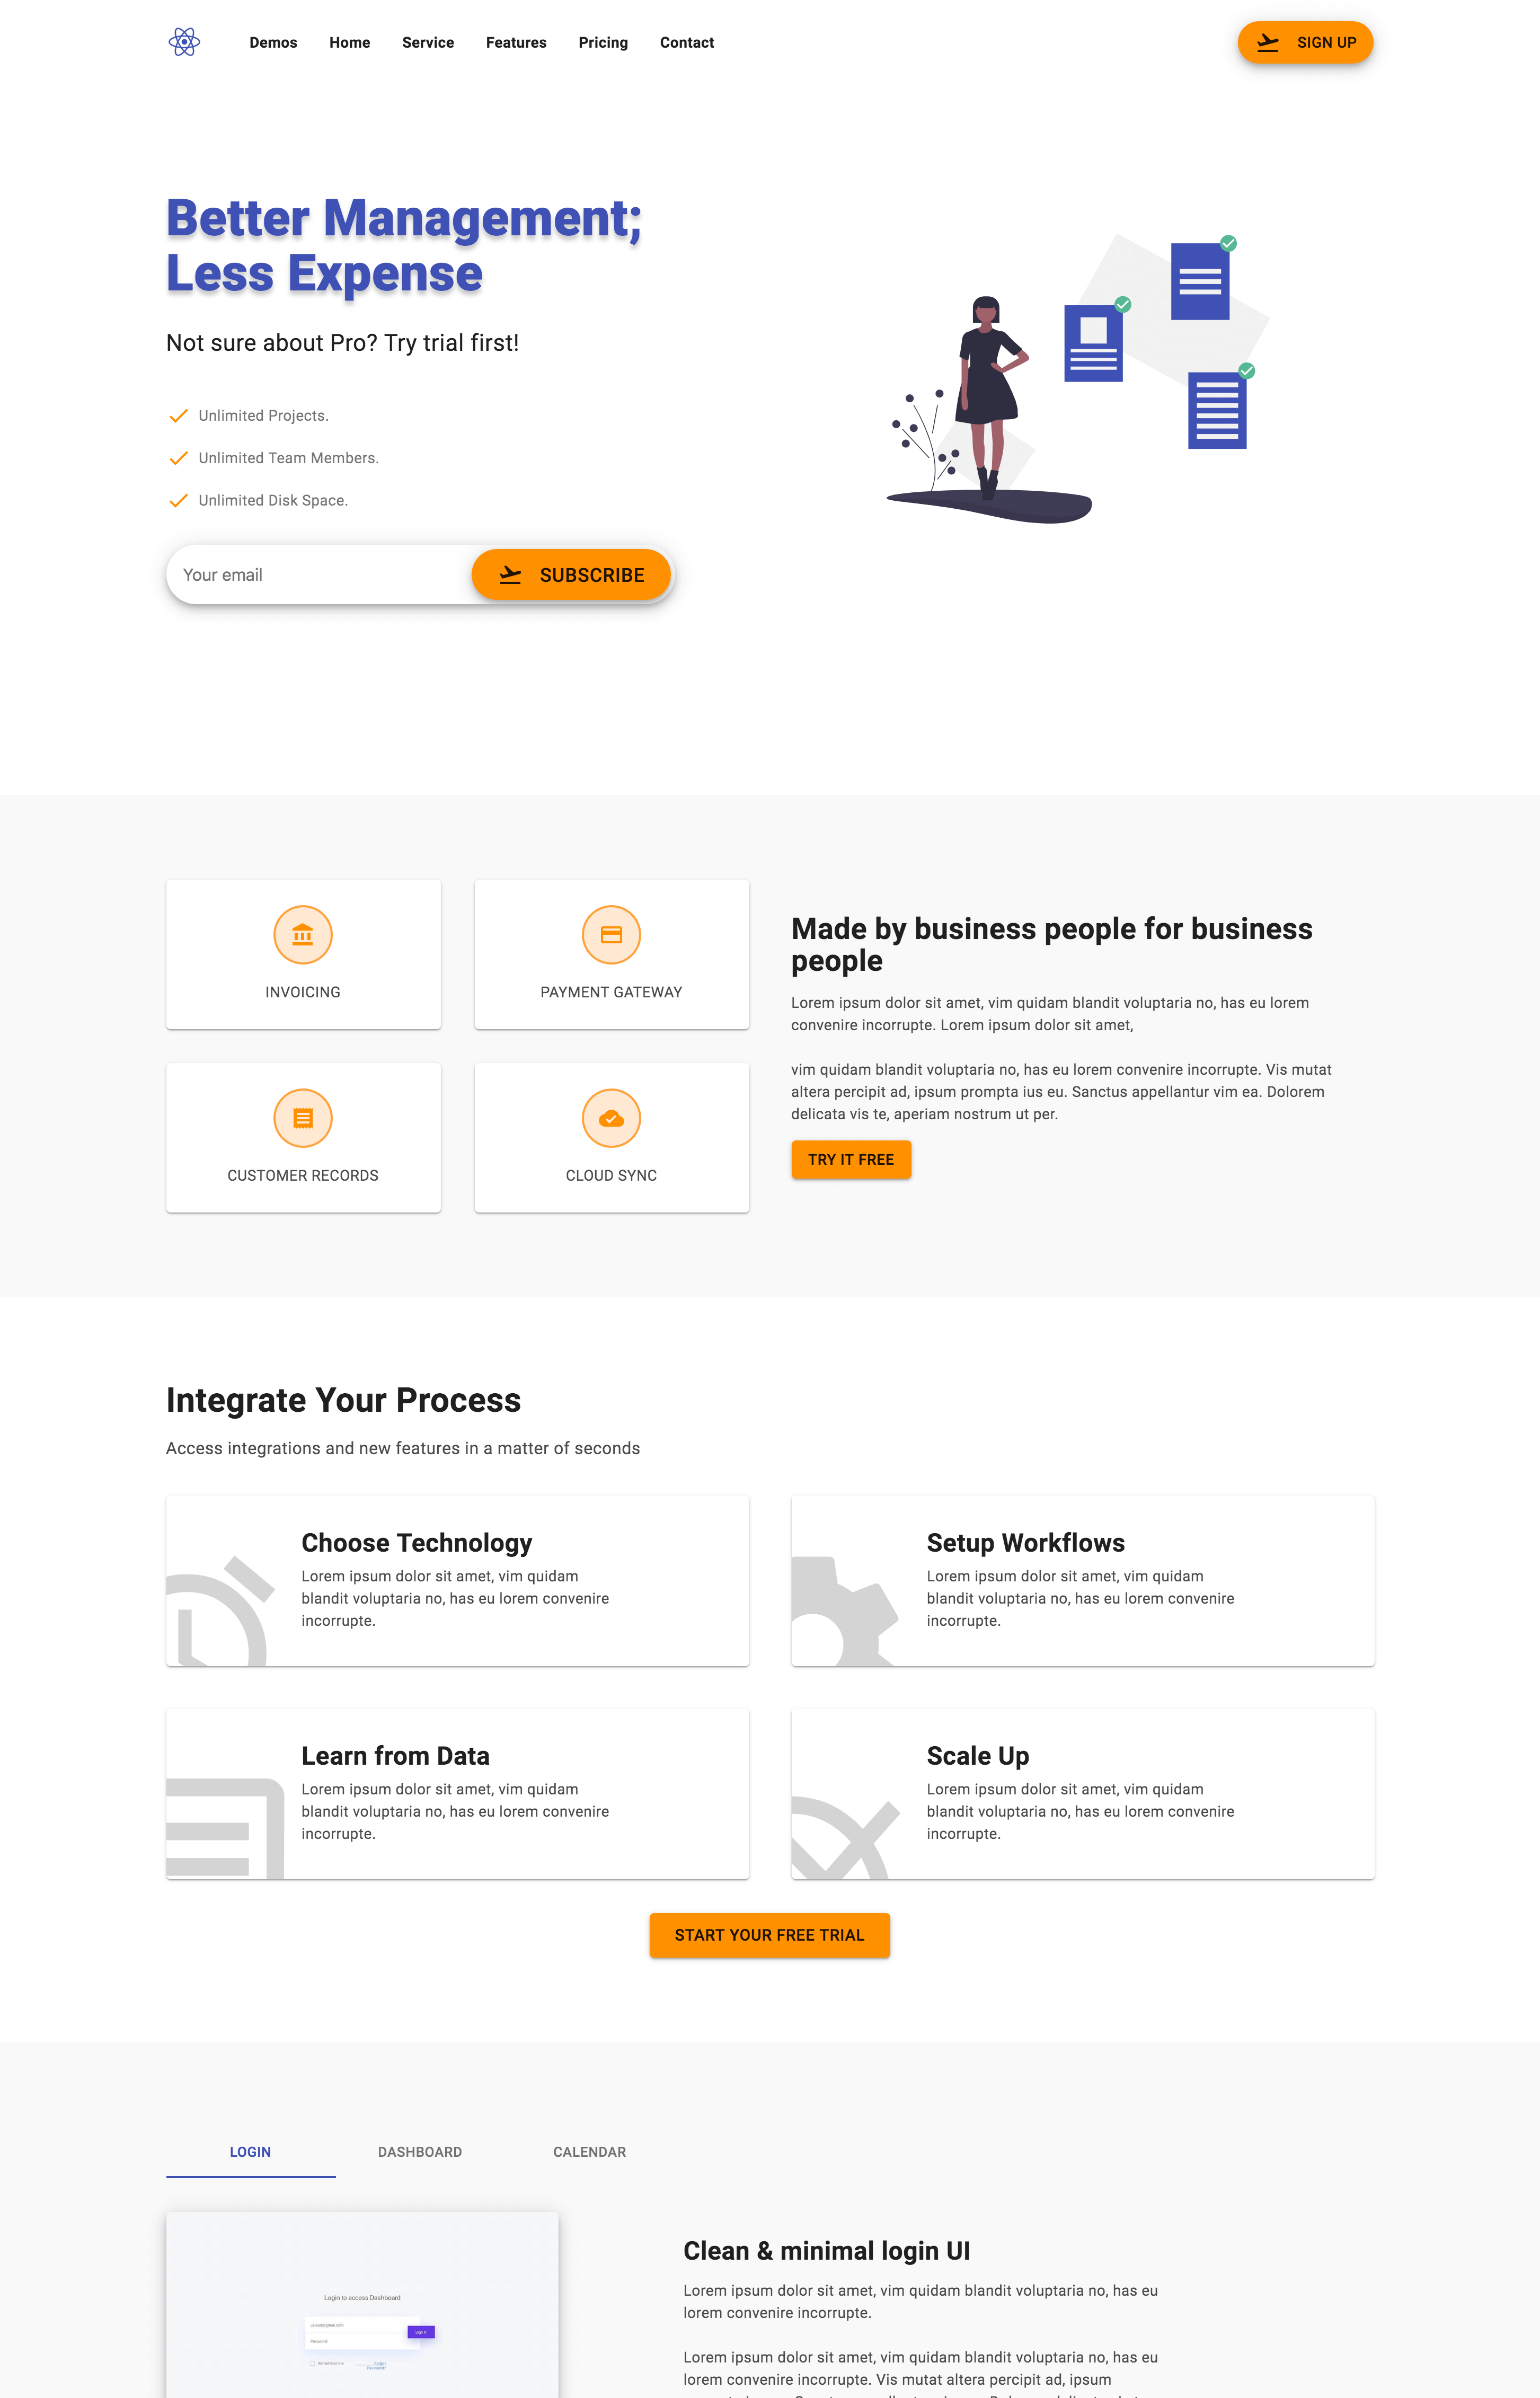 Demos Home Service Features Pricing Contact SIGN UP
Better Management;
Less Expense
Not sure about Pro? Try trial first!
Unlimited Projects.
Unlimited Team Members.
Unlimited Disk Space.
Your email SUBSCRIBE
INVOICING
PAYMENT GATEWAY
CUSTOMER RECORDS
CLOUD SYNC
Made by business people for business
people
Lorem ipsum dolor sit amet, vim quidam blandit voluptaria no, has eu lorem
convenire incorrupte. Lorem ipsum dolor sit amet,
vim quidam blandit voluptaria no, has eu lorem convenire incorrupte. Vis mutat
altera percipit ad, ipsum prompta ius eu. Sanctus appellantur vim ea. Dolorem
delicata vis te, aperiam nostrum ut per.
TRY IT FREE
Integrate Your Process
Access integrations and new features in a matter of seconds
Choose Technology
Lorem ipsum dolor sit amet, vim quidam
blandit voluptaria no, has eu lorem convenire
incorrupte.
Setup Workflows
Lorem ipsum dolor sit amet, vim quidam
blandit voluptaria no, has eu lorem convenire
incorrupte.
Learn from Data
Lorem ipsum dolor sit amet, vim quidam
blandit voluptaria no, has eu lorem convenire
incorrupte.
Scale Up
Lorem ipsum dolor sit amet, vim quidam
blandit voluptaria no, has eu lorem convenire
incorrupte.
START YOUR FREE TRIAL
LOGIN DASHBOARD CALENDAR
Login to access Dashboard
Password
Sign in
Remember me
Forgot
Password?
Clean & minimal login UI
Lorem ipsum dolor sit amet, vim quidam blandit voluptaria no, has eu
lorem convenire incorrupte.
Lorem ipsum dolor sit amet, vim quidam blandit voluptaria no, has eu
lorem convenire incorrupte. Vis mutat altera percipit ad, ipsum